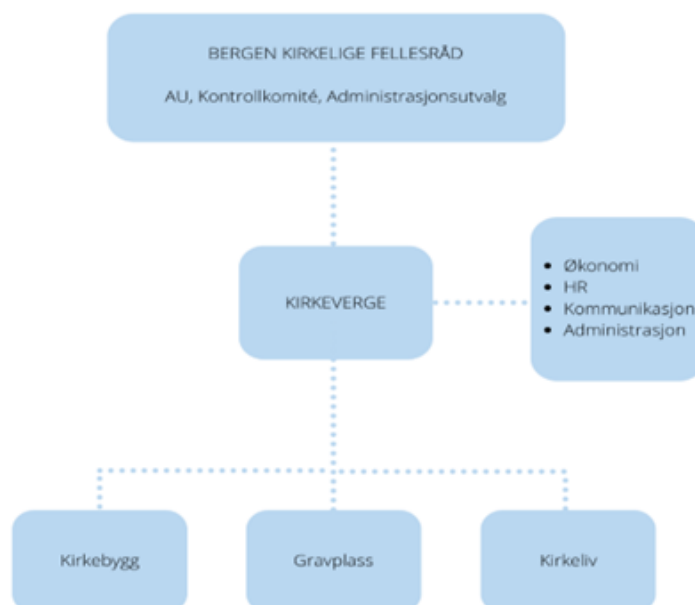 BERGEN KIRKELIGE FELLESRÅD
AU, Kontrollkomité, Administrasjonsutvalg
KIRKEVERGE
• Økonomi
• HR
• Kommunikasjon
• Administrasjon
Kirkebygg
Gravplass
Kirkeliv